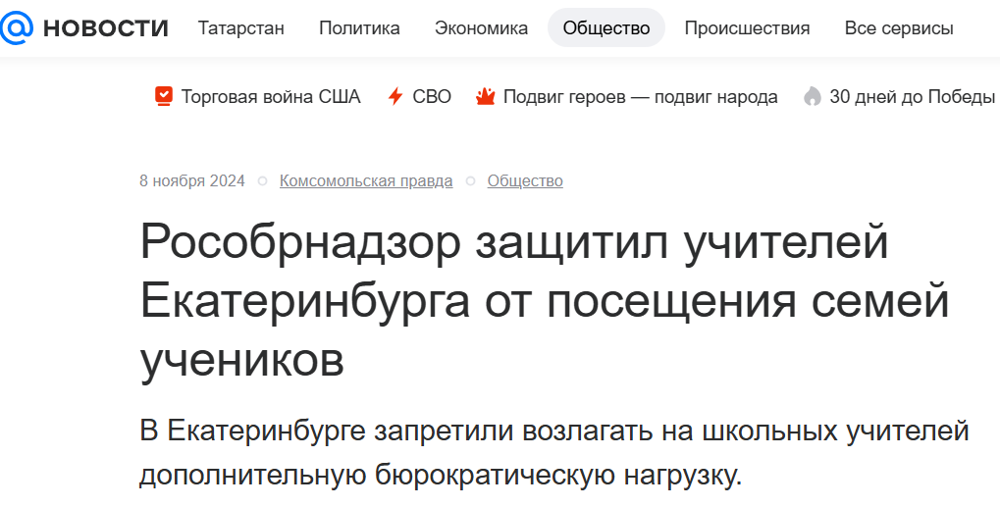 НОВОСТИ Татарстан Политика Экономика Общество Происшествия Все сервисы
Торговая война США СВО Подвиг героев — подвиг народа 30 дней до Победы
8 ноября 2024 Комсомольская правда Общество
Рособрнадзор защитил учителей
Екатеринбурга от посещения семей
учеников
В Екатеринбурге запретили возлагать на школьных учителей
дополнительную бюрократическую нагрузку.